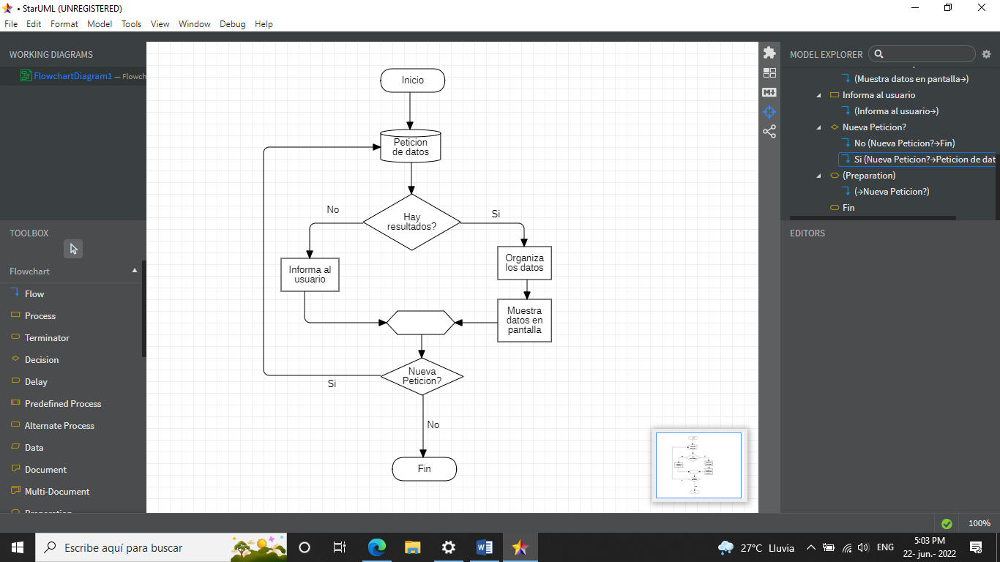 • StarUML (UNREGISTERED)
File Edit Format Model Tools View Window Debug Help
WORKING DIAGRAMS
FlowchartDiagram1 — Flowch
TOOLBOX
Flowchart
Flow
Process
Terminator
Decision
Delay
Predefined Process
Alternate Process
Data
Document
Multi-Document
Preparation
Inicio
Peticion
de datos
Hay
resultados?
No
Si
Informa al
usuario
Organiza
los datos
Muestra
datos en
pantalla
Nueva
Peticion?
Si
No
Fin
M↓
MODEL EXPLORER
(Muestra datos en pantalla→)
Informa al usuario
(Informa al usuario→)
Nueva Peticion?
No (Nueva Peticion?→Fin)
Si (Nueva Peticion?→Peticion de dat
(Preparation)
(→Nueva Peticion?)
Fin
EDITORS
100%
Escribe aquí para buscar
27°C Lluvia
ENG
5:03 PM
22- jun.- 2022